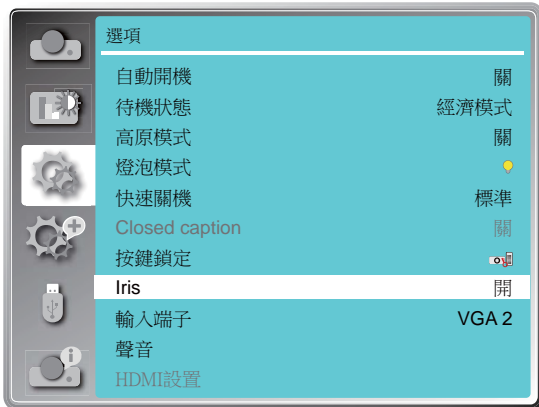 選項
自動開機 關
待機狀態 經濟模式
高原模式 關
燈泡模式
快速關機 標準
Closed caption 關
按鍵鎖定
Iris 開
輸入端子 VGA 2
聲音
HDMI設置